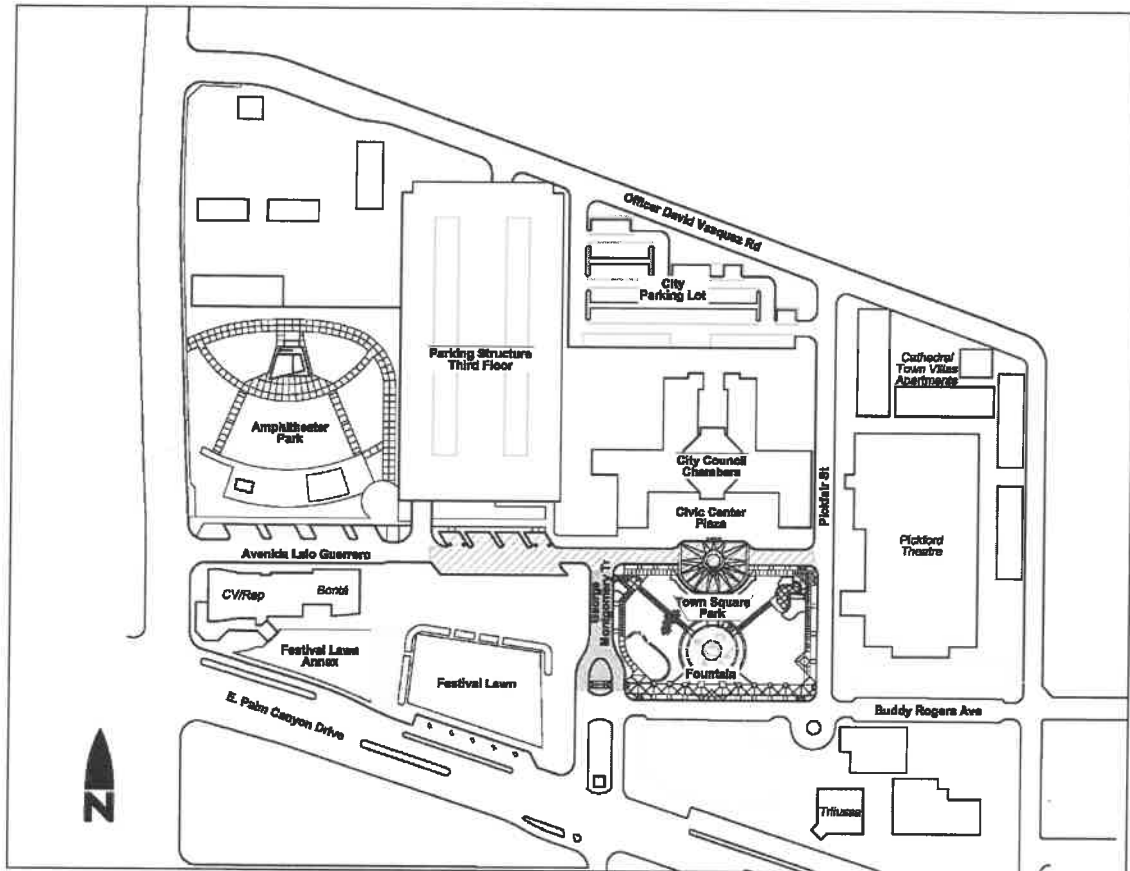 Officer David Vasquez Rd
City
Parking Lot
Parking Structure
Third Floor
Cathedral
Town Villas
Apartments
Amphitheater
Park
City Council
Chambers
Pickfair St
Civic Center
Plaza
Pickford
Theatre
Avenida Lalo Guerrero
CV/Rep
Bonté
George
Montgomery Tr
Town Square
Park
Festival Lawn
Annex
Festival Lawn
Fountain
E. Palm Canyon Drive
Buddy Rogers Ave
Trilussa
N